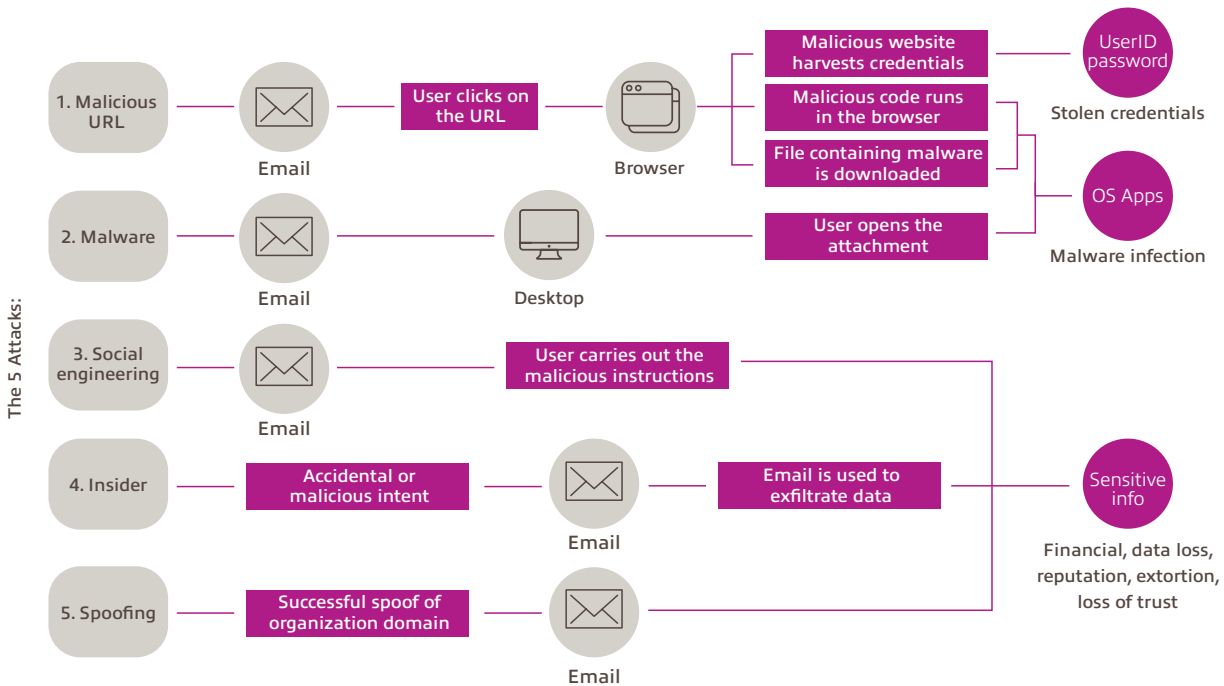 The 5 Attacks:
1. Malicious
URL
Email
User clicks on
the URL
Browser
Malicious website
harvests credentials
Malicious code runs
in the browser
File containing malware
is downloaded
UserID
password
Stolen credentials
2. Malware
Email
Desktop
User opens the
attachment
OS Apps
Malware infection
3. Social
engineering
Email
User carries out the
malicious instructions
4. Insider
Accidental or
malicious intent
Email
Email is used to
exfiltrate data
Sensitive
info
Financial, data loss,
reputation, extortion,
loss of trust
5. Spoofing
Successful spoof of
organization domain
Email